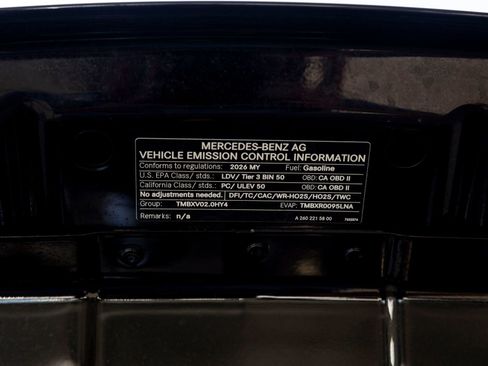 MERCEDES-BENZ AG
VEHICLE EMISSION CONTROL INFORMATION
Conforms to regulations: 2026 MY Fuel: Gasoline
U.S. EPA Class/ stds.: LDV/ Tier 3 BIN 50 OBD: CA OBD II
California Class/ stds.: PC/ ULEV 50 OBD: CA OBD II
No adjustments needed. DFI/TC/CAC/WR-HO2S/HO2S/TWC
Group: TMBXV02.0HY4 EVAP: TMBXR0095LNA
Remarks: n/a A 260 221 58 00